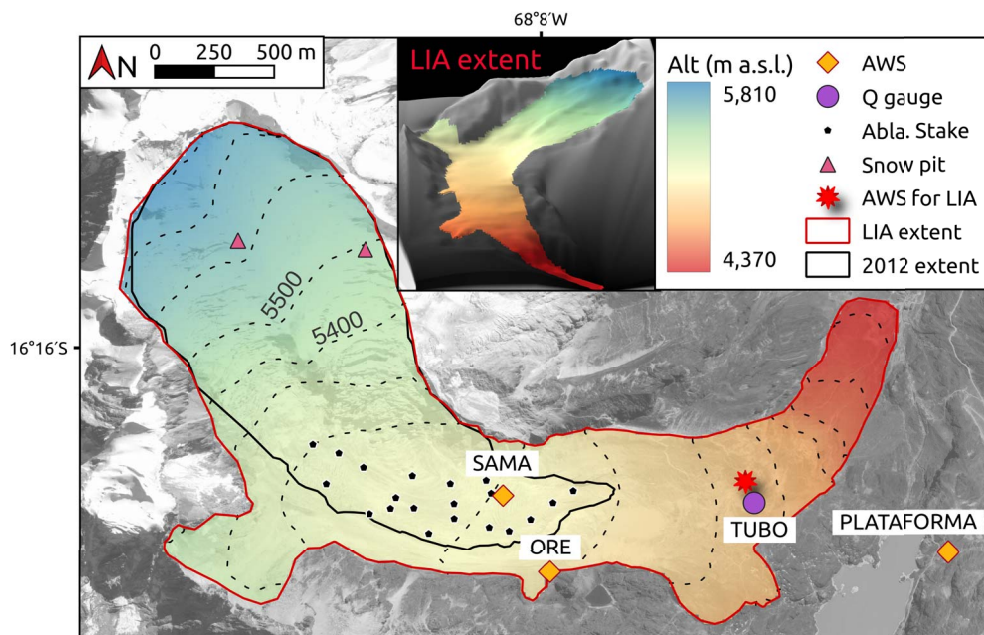 68°8´W
N
0 250 500 m
LIA extent
Alt (m a.s.l.)
5,810
4,370
AWS
Q gauge
Abla. Stake
Snow pit
AWS for LIA
LIA extent
2012 extent
5500
5400
16°16´S
SAMA
ORE
TUBO
PLATAFORMA